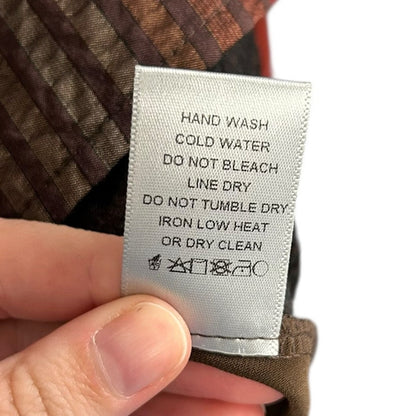 HAND WASH
COLD WATER
DO NOT BLEACH
LINE DRY
DO NOT TUMBLE DRY
IRON LOW HEAT
OR DRY CLEAN